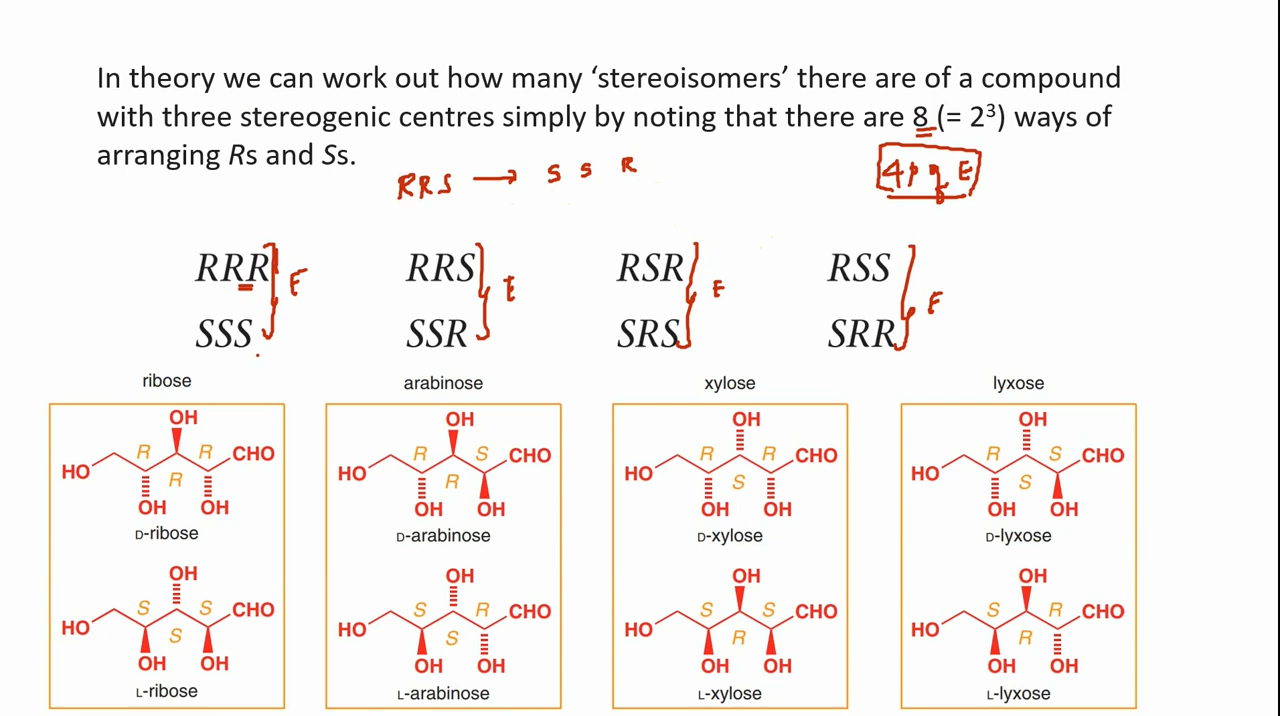 In theory we can work out how many ‘stereoisomers’ there are of a compound
with three stereogenic centres simply by noting that there are 8 (= 2³) ways of
arranging Rs and Ss.
RRS → S S R
4 p of E
RRR E RRS E RSR E RSS E
SSS SSR SRS SRR
ribose arabinose xylose lyxose
OH OH OH OH
R R CHO R S CHO R R CHO R S CHO
HO R HO R HO S HO S
OH OH OH OH OH OH OH OH
D-ribose D-arabinose D-xylose D-lyxose
OH OH OH OH
S S CHO S R CHO S S CHO S R CHO
HO S HO S HO R HO R
OH OH OH OH OH OH OH OH
L-ribose L-arabinose L-xylose L-lyxose